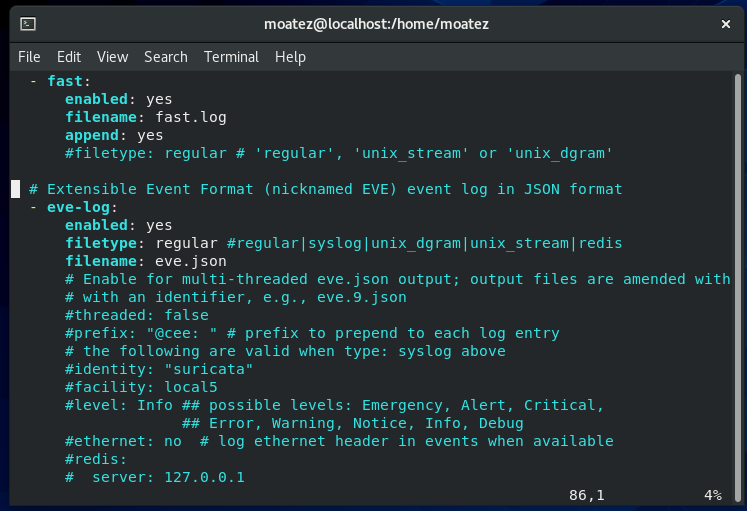 moatez@localhost:/home/moatez
File Edit View Search Terminal Help
- fast:
enabled: yes
filename: fast.log
append: yes
#filetype: regular # 'regular', 'unix_stream' or 'unix_dgram'
# Extensible Event Format (nicknamed EVE) event log in JSON format
- eve-log:
enabled: yes
filetype: regular #regular|syslog|unix_dgram|unix_stream|redis
filename: eve.json
# Enable for multi-threaded eve.json output; output files are amended with
# with an identifier, e.g., eve.9.json
#threaded: false
#prefix: "@cee: " # prefix to prepend to each log entry
# the following are valid when type: syslog above
#identity: "suricata"
#facility: local5
#level: Info ## possible levels: Emergency, Alert, Critical,
## Error, Warning, Notice, Info, Debug
#ethernet: no  # log ethernet header in events when available
#redis:
#  server: 127.0.0.1
86,1 4%